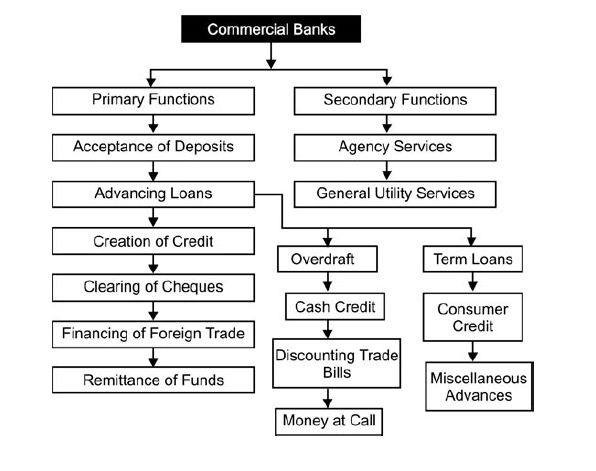 Commercial Banks
Primary Functions
Secondary Functions
Acceptance of Deposits
Agency Services
Advancing Loans
General Utility Services
Creation of Credit
Overdraft
Term Loans
Clearing of Cheques
Cash Credit
Consumer
Credit
Financing of Foreign Trade
Discounting Trade
Bills
Remittance of Funds
Miscellaneous
Advances
Money at Call